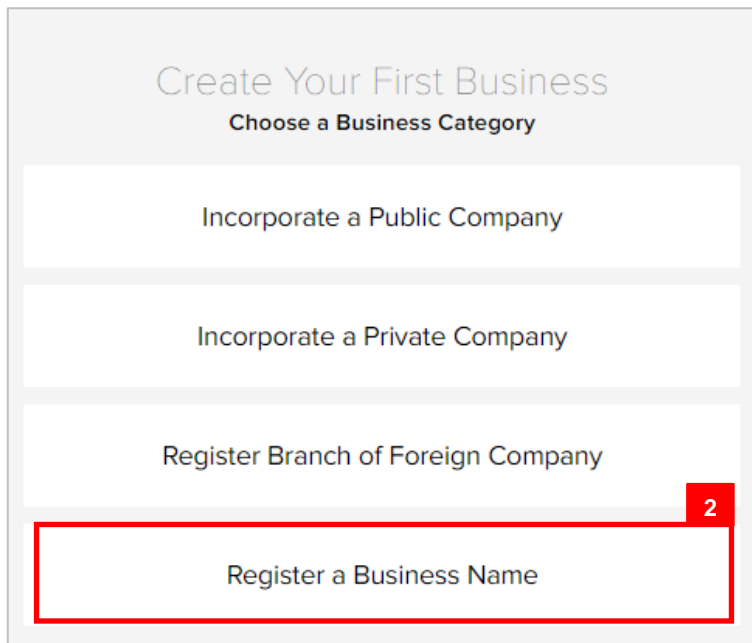 Create Your First Business
Choose a Business Category
Incorporate a Public Company
Incorporate a Private Company
Register Branch of Foreign Company
2
Register a Business Name